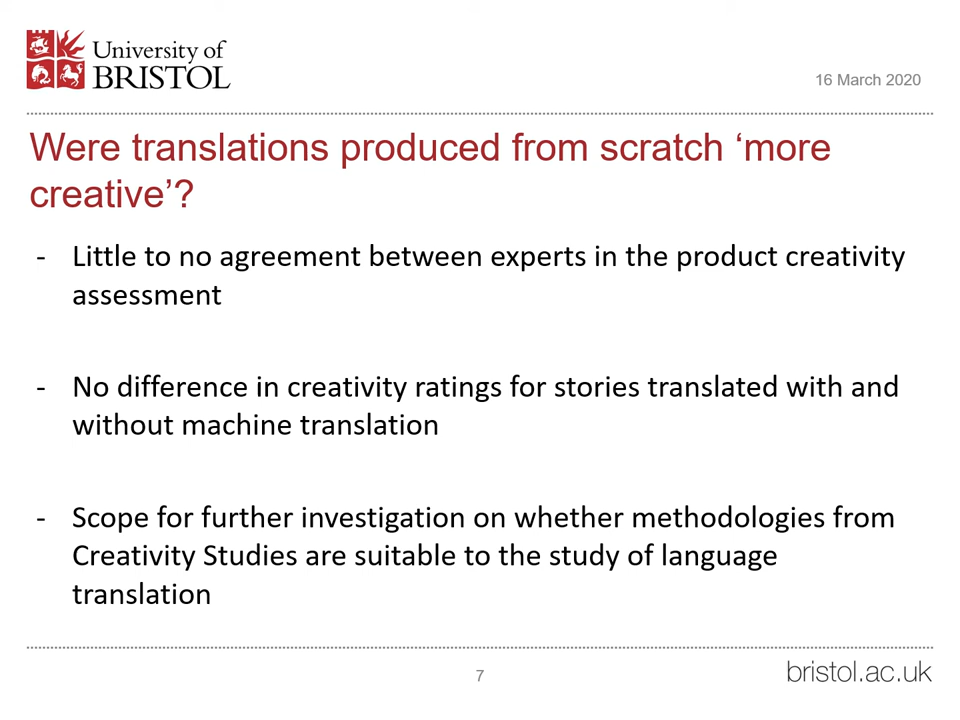 University of
BRISTOL
16 March 2020
Were translations produced from scratch ‘more
creative’?
- Little to no agreement between experts in the product creativity
assessment
- No difference in creativity ratings for stories translated with and
without machine translation
- Scope for further investigation on whether methodologies from
Creativity Studies are suitable to the study of language
translation
7
bristol.ac.uk